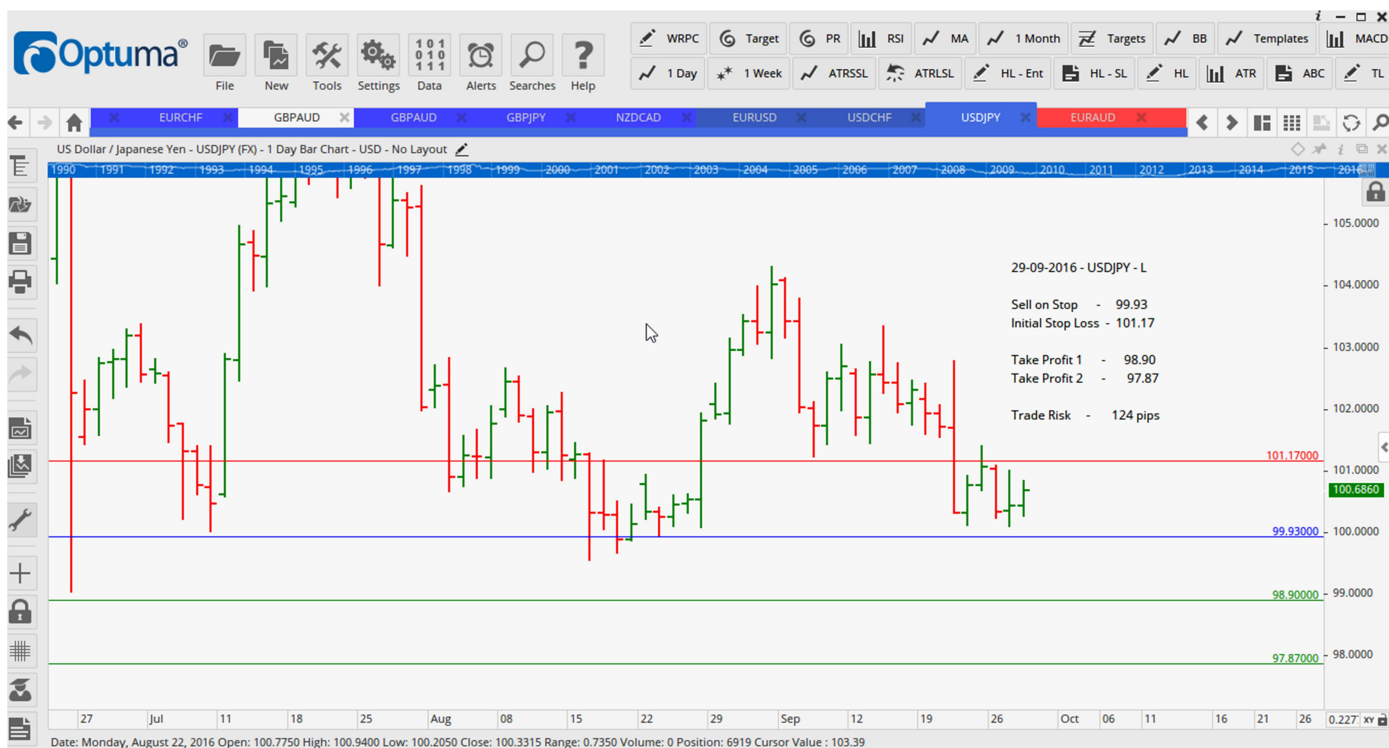 i
Optuma®
File
New
Tools
Settings
101
010
111
Data
Alerts
Searches
Help
WRPC
Target
PR
RSI
MA
1 Month
Targets
BB
Templates
MACD
1 Day
1 Week
ATRSSL
ATRLSL
HL - Ent
HL - SL
HL
ATR
ABC
TL
EURCHF
GBPAUD
GBPAUD
GBPJPY
NZDCAD
EURUSD
USDCHF
USDJPY
EURAUD
US Dollar / Japanese Yen - USDJPY (FX) - 1 Day Bar Chart - USD - No Layout
i
1990 1991 1992 1993 1994 1995 1996 1997 1998 1999 2000 2001 2002 2003 2004 2005 2006 2007 2008 2009 2010 2011 2012 2013 2014 2015 2016
105.0000
29-09-2016 - USDJPY - L
104.0000
Sell on Stop - 99.93
Initial Stop Loss - 101.17
103.0000
Take Profit 1 - 98.90
Take Profit 2 - 97.87
102.0000
Trade Risk - 124 pips
101.17000
101.0000
100.6860
99.93000
100.0000
98.90000
99.0000
97.87000
98.0000
27 Jul 11 18 25 Aug 08 15 22 29 Sep 12 19 26 Oct 06 11 16 21 26 0.227 XY
Date: Monday, August 22, 2016 Open: 100.7750 High: 100.9400 Low: 100.2050 Close: 100.3315 Range: 0.7350 Volume: 0 Position: 6919 Cursor Value : 103.39